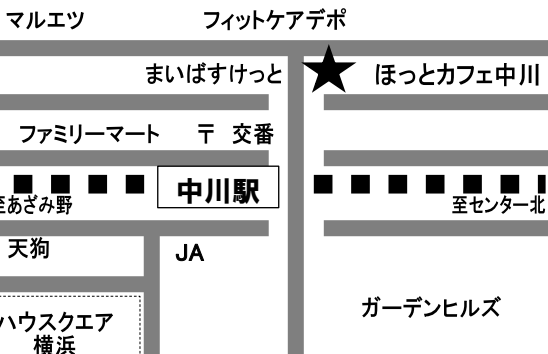 マルエツ
フィットケアデポ
まいばすけっと
ほっとカフェ中川
ファミリーマート
〒 交番
中川駅
至あざみ野
至センター北
天狗
JA
ガーデンヒルズ
ハウスクエア
横浜